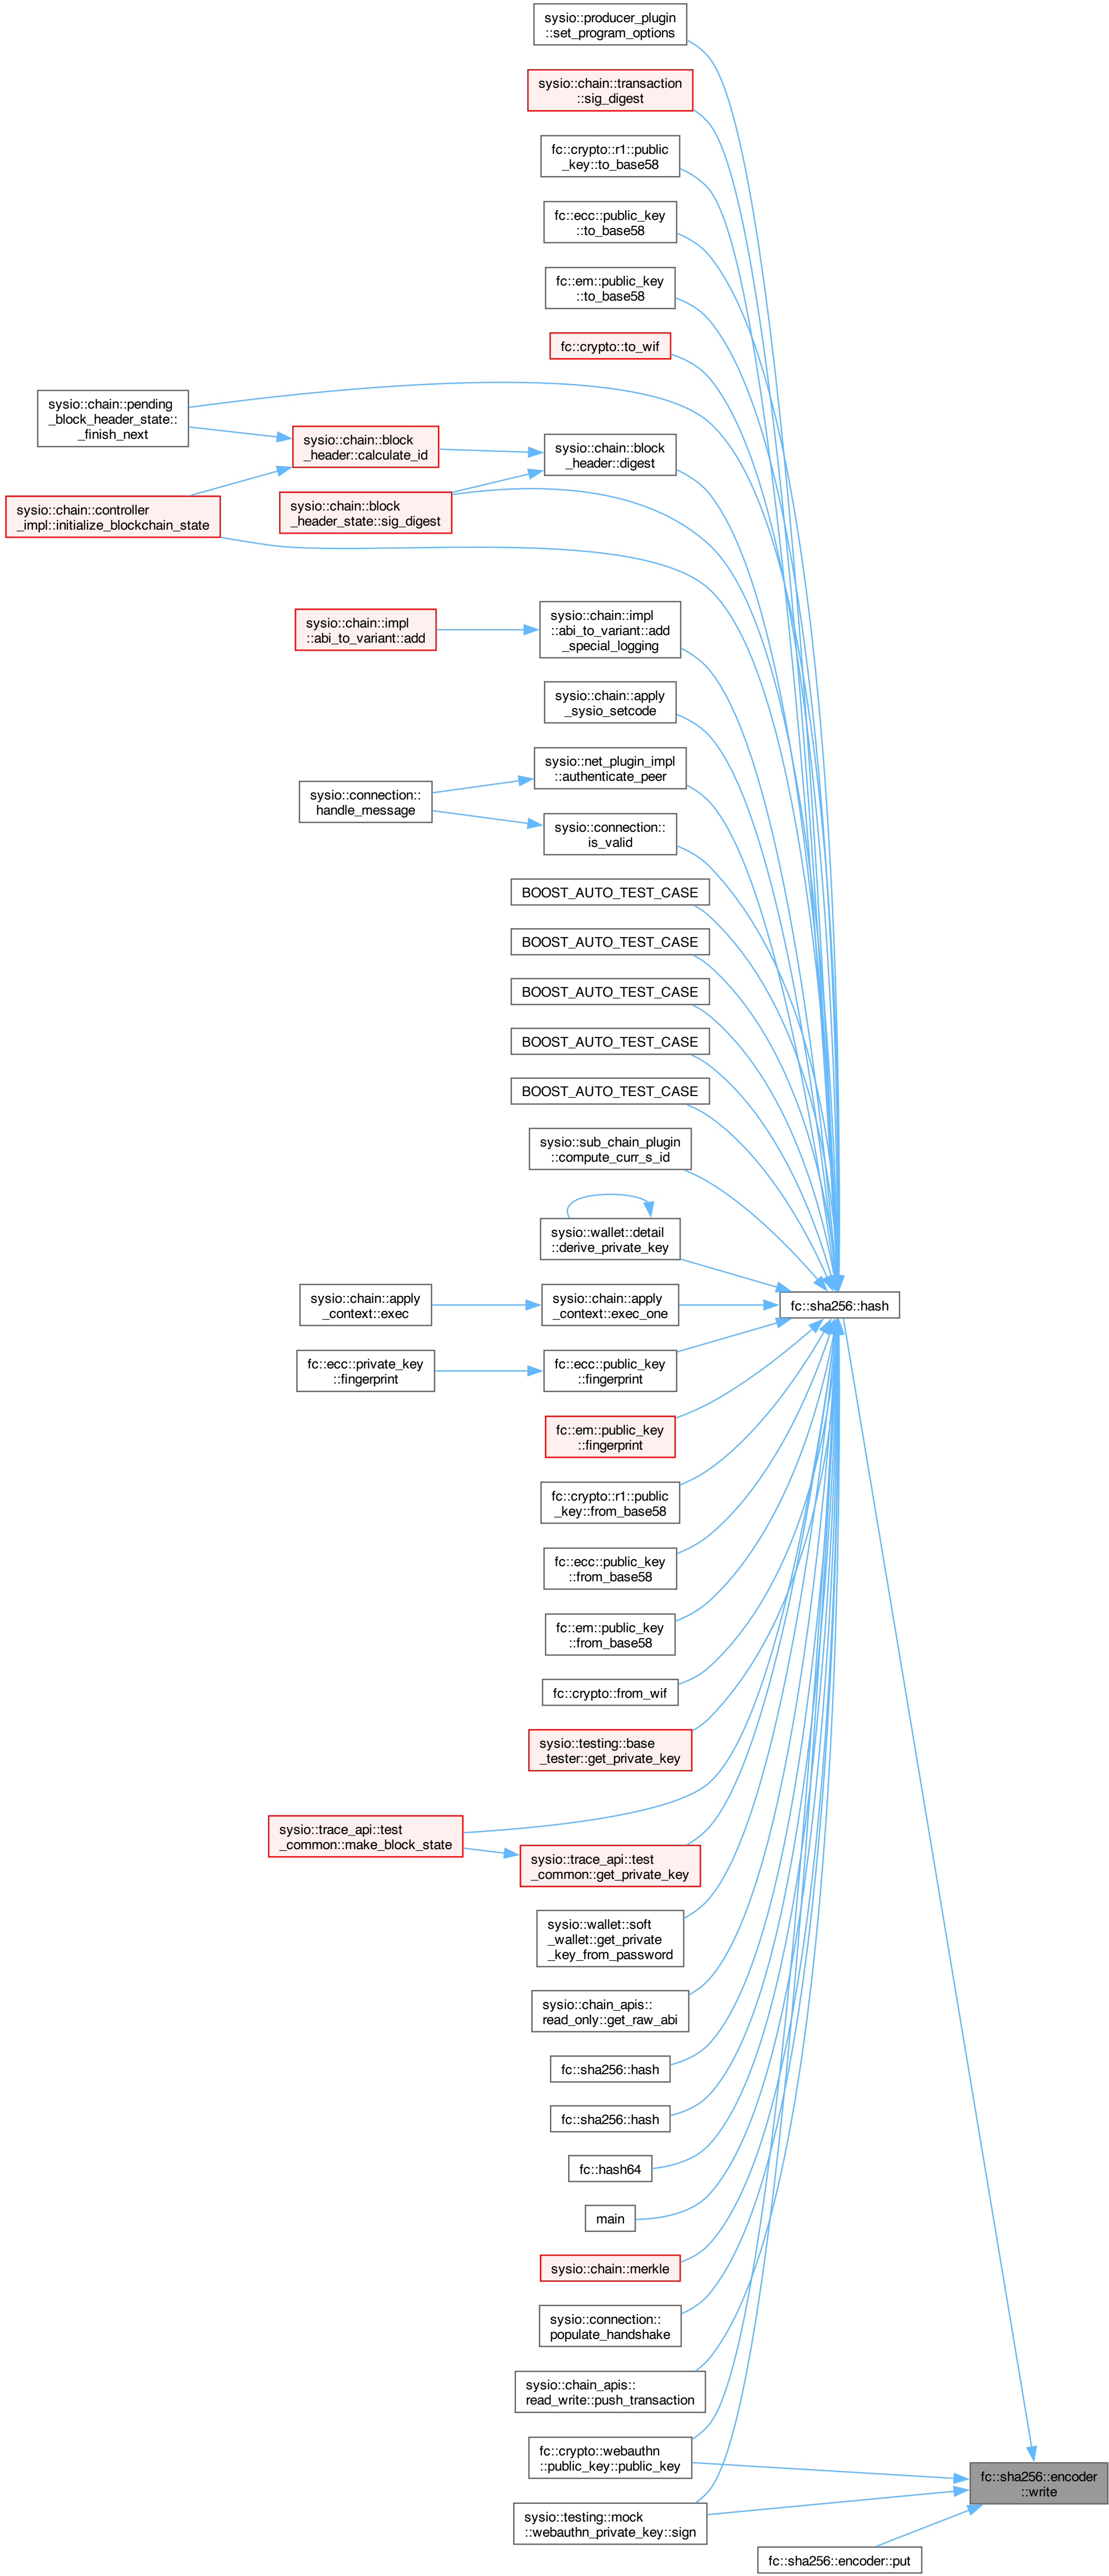 sysio::producer_plugin
::set_program_options
sysio::chain::transaction
::sig_digest
fc::crypto::r1::public
_key::to_base58
fc::ecc::public_key
::to_base58
fc::em::public_key
::to_base58
fc::crypto::to_wif
sysio::chain::pending
_block_header_state::
_finish_next
sysio::chain::block
_header::calculate_id
sysio::chain::block
_header::digest
sysio::chain::controller
_impl::initialize_blockchain_state
sysio::chain::block
_header_state::sig_digest
sysio::chain::impl
::abi_to_variant::add
sysio::chain::impl
::abi_to_variant::add
_special_logging
sysio::chain::apply
_sysio_setcode
sysio::net_plugin_impl
::authenticate_peer
sysio::connection::
handle_message
sysio::connection::
is_valid
BOOST_AUTO_TEST_CASE
BOOST_AUTO_TEST_CASE
BOOST_AUTO_TEST_CASE
BOOST_AUTO_TEST_CASE
BOOST_AUTO_TEST_CASE
sysio::sub_chain_plugin
::compute_curr_s_id
sysio::wallet::detail
::derive_private_key
sysio::chain::apply
_context::exec
sysio::chain::apply
_context::exec_one
fc::sha256::hash
fc::ecc::private_key
::fingerprint
fc::ecc::public_key
::fingerprint
fc::em::public_key
::fingerprint
fc::crypto::r1::public
_key::from_base58
fc::ecc::public_key
::from_base58
fc::em::public_key
::from_base58
fc::crypto::from_wif
sysio::testing::base
_tester::get_private_key
sysio::trace_api::test
_common::make_block_state
sysio::trace_api::test
_common::get_private_key
sysio::wallet::soft
_wallet::get_private
_key_from_password
sysio::chain_apis::
read_only::get_raw_abi
fc::sha256::hash
fc::sha256::hash
fc::hash64
main
sysio::chain::merkle
sysio::connection::
populate_handshake
sysio::chain_apis::
read_write::push_transaction
fc::crypto::webauthn
::public_key::public_key
fc::sha256::encoder
::write
sysio::testing::mock
::webauthn_private_key::sign
fc::sha256::encoder::put